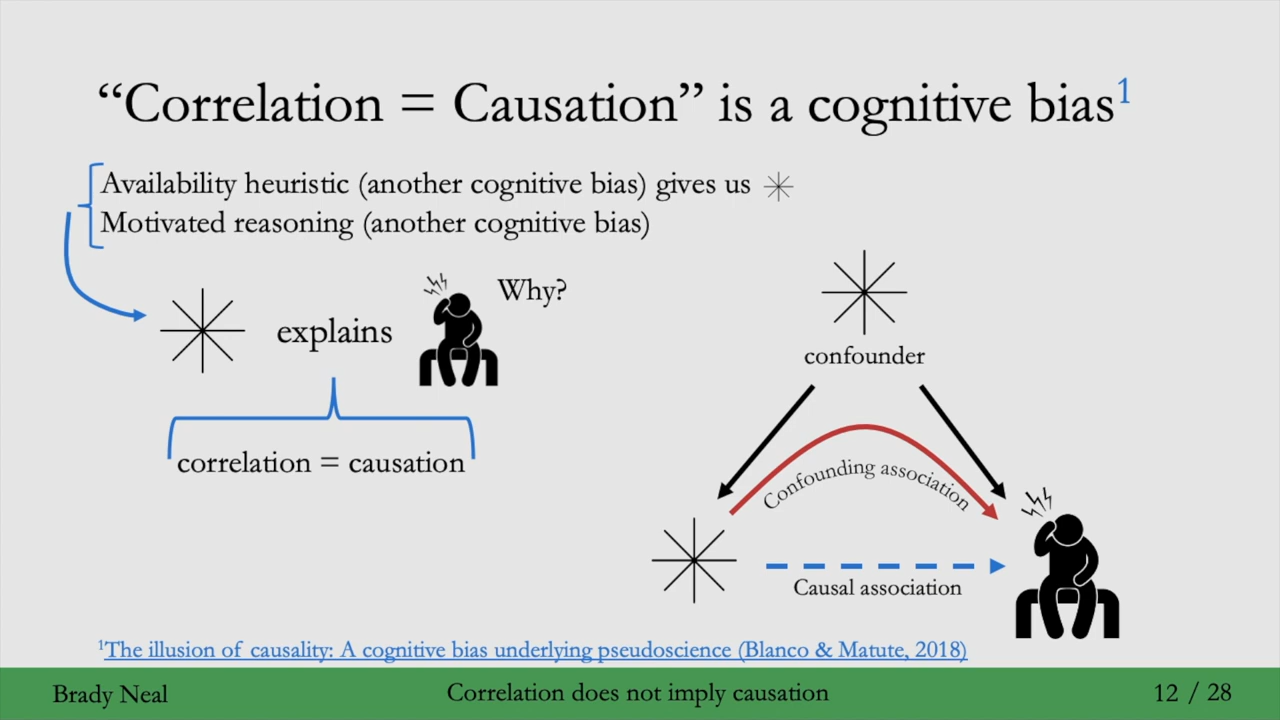 “Correlation = Causation” is a cognitive bias¹
Availability heuristic (another cognitive bias) gives us
Motivated reasoning (another cognitive bias)
explains
Why?
correlation = causation
confounder
Confounding association
Causal association
¹The illusion of causality: A cognitive bias underlying pseudoscience (Blanco & Matute, 2018)
Brady Neal
Correlation does not imply causation
12 / 28